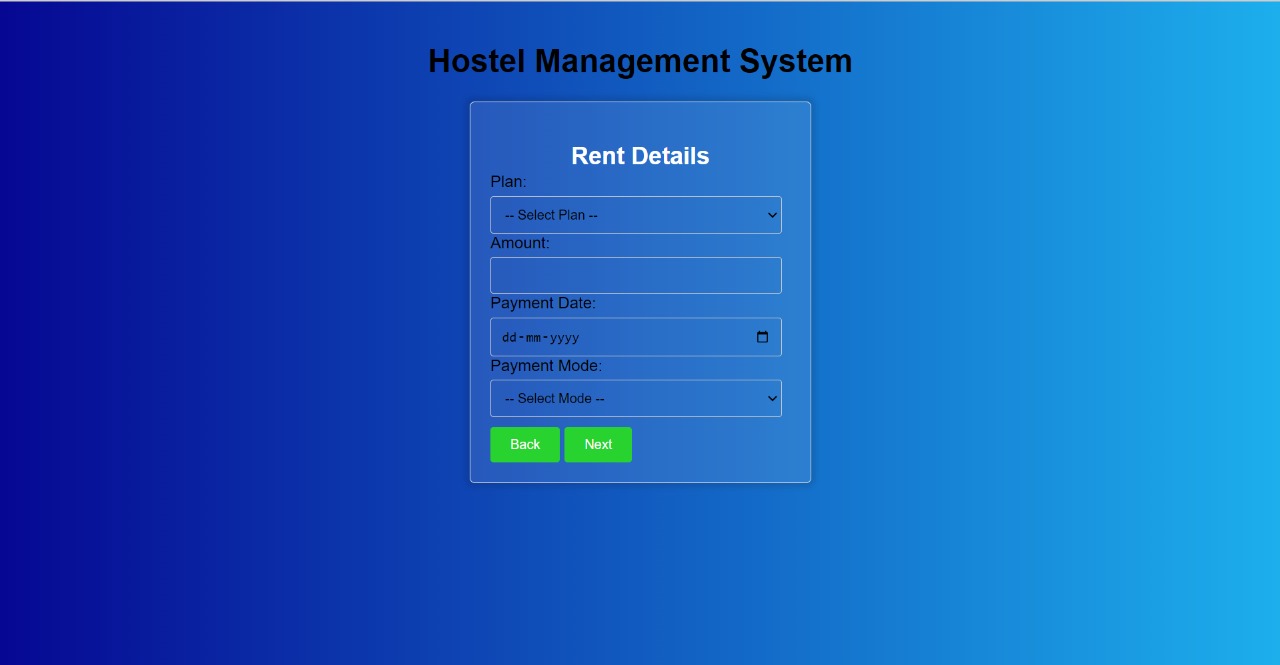 Hostel Management System
Rent Details
Plan:
-- Select Plan --
Amount:
Payment Date:
dd-mm-yyyy
Payment Mode:
-- Select Mode --
Back Next